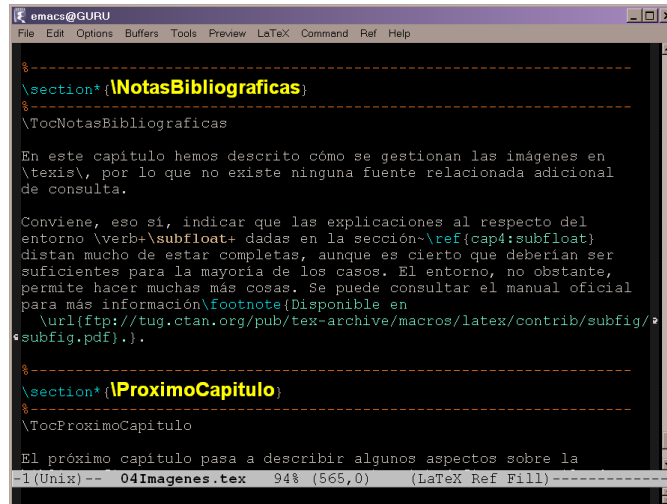 emacs@GURU
File Edit Options Buffers Tools Preview LaTeX Command Ref Help
%-----------------------------------------------------------
\section*{\NotasBibliograficas}
%-----------------------------------------------------------
\TocNotasBibliograficas
En este capítulo hemos descrito cómo se gestionan las imágenes en
\texis\, por lo que no existe ninguna fuente relacionada adicional
de consulta.
Conviene, eso sí, indicar que las explicaciones al respecto del
entorno \verb+\subfloat+ dadas en la sección~\ref{cap4:subfloat}
distan mucho de estar completas, aunque es cierto que deberían ser
suficientes para la mayoría de los casos. El entorno, no obstante,
permite hacer muchas más cosas. Se puede consultar el manual oficial
para más información\footnote{Disponible en
\url{ftp://tug.ctan.org/pub/tex-archive/macros/latex/contrib/subfig/
subfig.pdf}.}.
%-----------------------------------------------------------
\section*{\ProximoCapitulo}
%-----------------------------------------------------------
\TocProximoCapitulo
El próximo capítulo pasa a describir algunos aspectos sobre la
-1(Unix)-- 04Imagenes.tex 94% (565,0) (LaTeX Ref Fill)----------